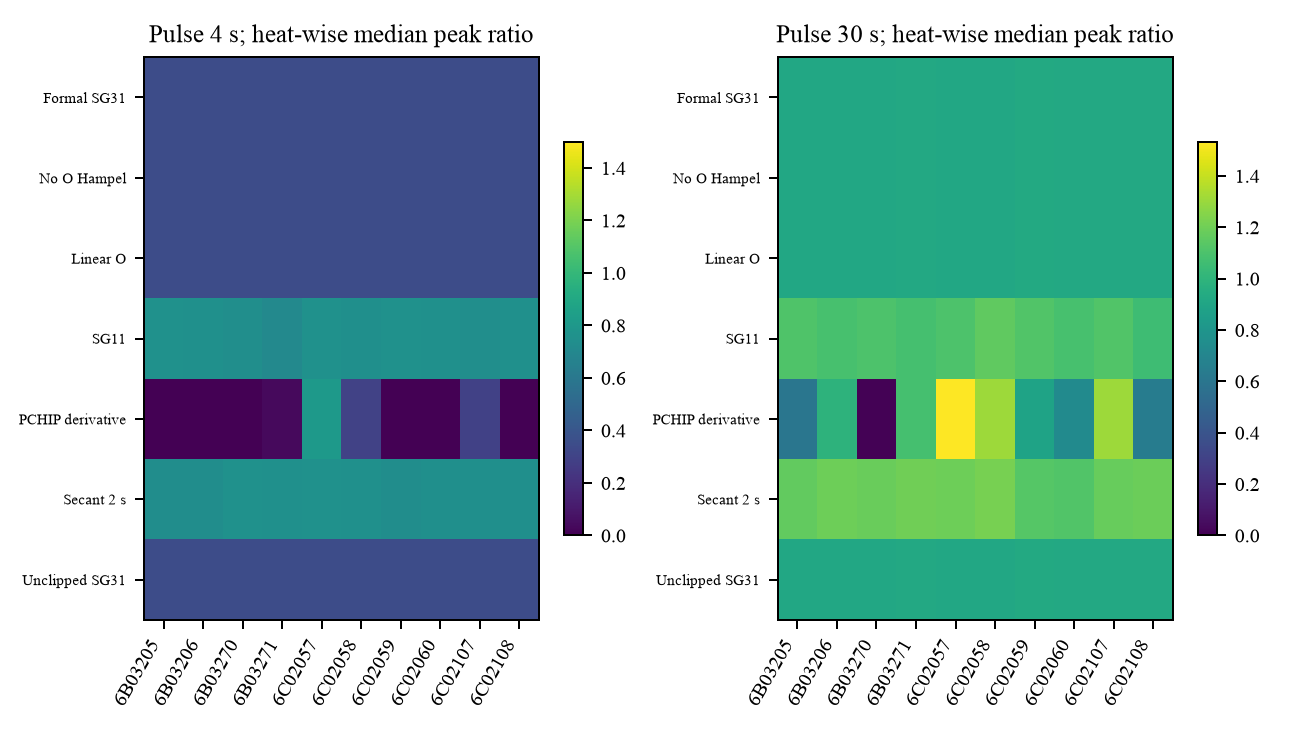 Pulse 4 s; heat-wise median peak ratio
Formal SG31
No O Hampel
Linear O
SG11
PCHIP derivative
Secant 2 s
Unclipped SG31
6B03205
6B03206
6B03270
6B03271
6C02057
6C02058
6C02059
6C02060
6C02107
6C02108
1.4
1.2
1.0
0.8
0.6
0.4
0.2
0.0
Pulse 30 s; heat-wise median peak ratio
Formal SG31
No O Hampel
Linear O
SG11
PCHIP derivative
Secant 2 s
Unclipped SG31
6B03205
6B03206
6B03270
6B03271
6C02057
6C02058
6C02059
6C02060
6C02107
6C02108
1.4
1.2
1.0
0.8
0.6
0.4
0.2
0.0